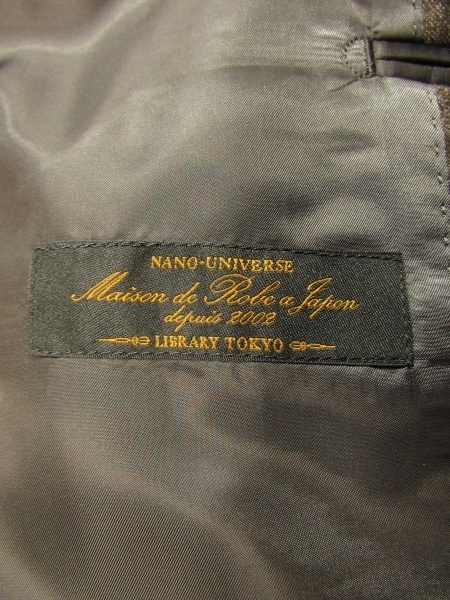 NANO-UNIVERSE
Maison de Robe a Japon
depuis 2002
LIBRARY TOKYO